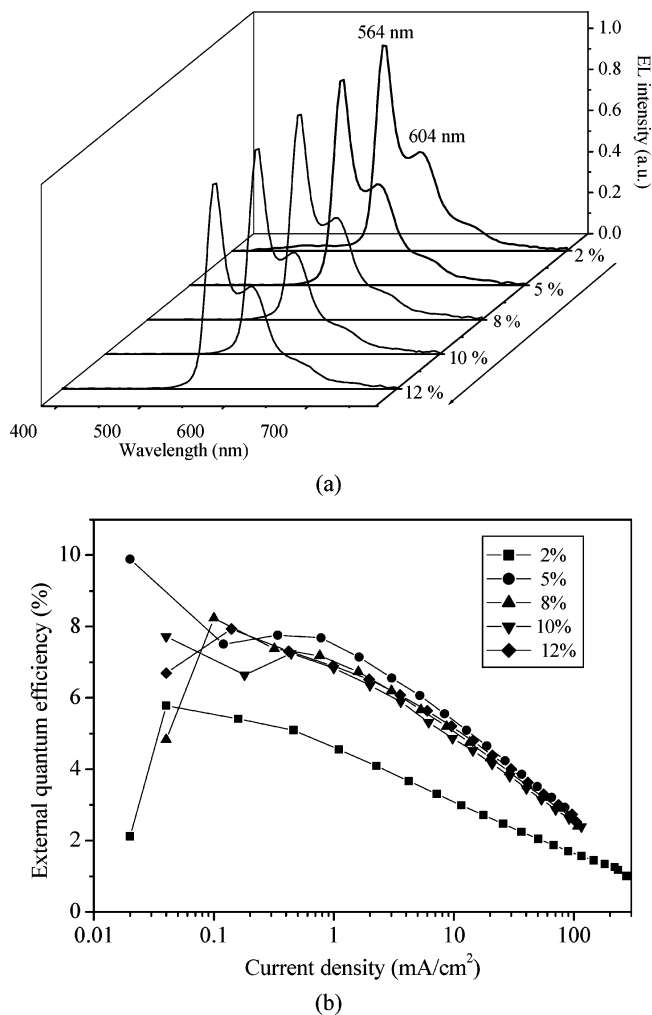 564 nm
604 nm
1.0
0.8
0.6
0.4
0.2
0.0
EL intensity (a.u.)
2 %
5 %
8 %
10 %
12 %
400 500 600 700
Wavelength (nm)
(a)
2%
5%
8%
10%
12%
10
8
6
4
2
0
External quantum efficiency (%)
0.01 0.1 1 10 100
Current density (mA/cm²)
(b)